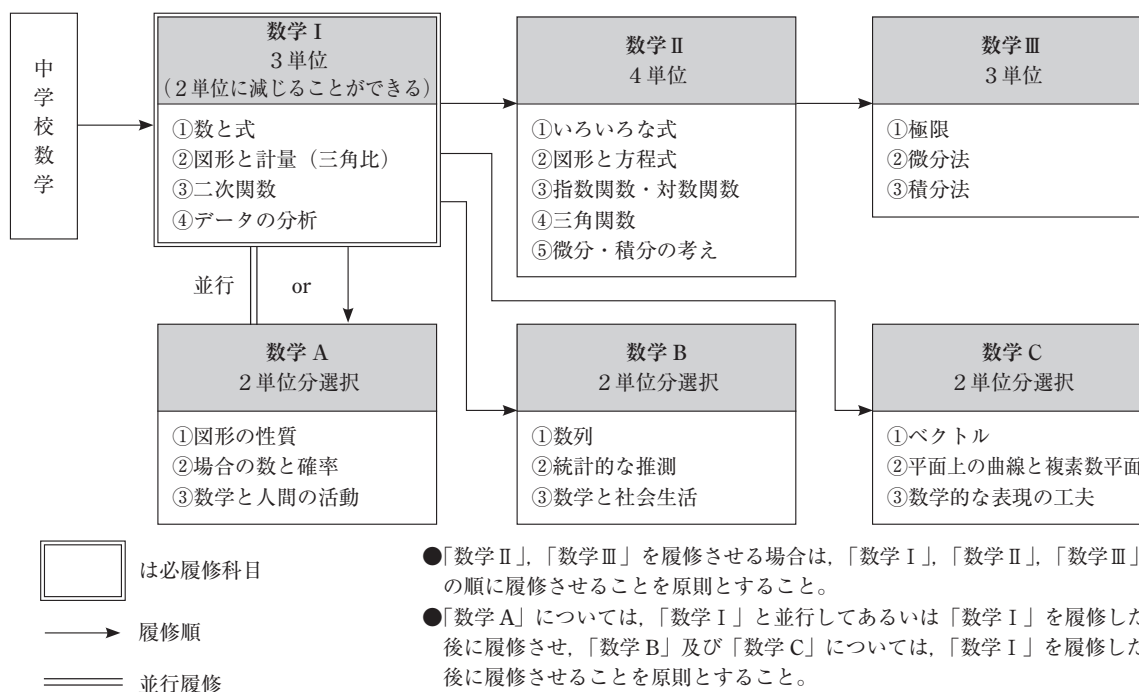 中学校数学
数学Ⅰ
3単位
(2単位に減じることができる)
①数と式
②図形と計量(三角比)
③二次関数
④データの分析
数学Ⅱ
4単位
①いろいろな式
②図形と方程式
③指数関数・対数関数
④三角関数
⑤微分・積分の考え
数学Ⅲ
3単位
①極限
②微分法
③積分法
並行 or
数学A
2単位分選択
①図形の性質
②場合の数と確率
③数学と人間の活動
数学B
2単位分選択
①数列
②統計的な推測
③数学と社会生活
数学C
2単位分選択
①ベクトル
②平面上の曲線と複素数平面
③数学的な表現の工夫
は必履修科目
履修順
並行履修
●「数学Ⅱ」,「数学Ⅲ」を履修させる場合は,「数学Ⅰ」,「数学Ⅱ」,「数学Ⅲ」
の順に履修させることを原則とすること。
●「数学A」については,「数学Ⅰ」と並行してあるいは「数学Ⅰ」を履修した
後に履修させ,「数学B」及び「数学C」については,「数学Ⅰ」を履修した
後に履修させることを原則とすること。